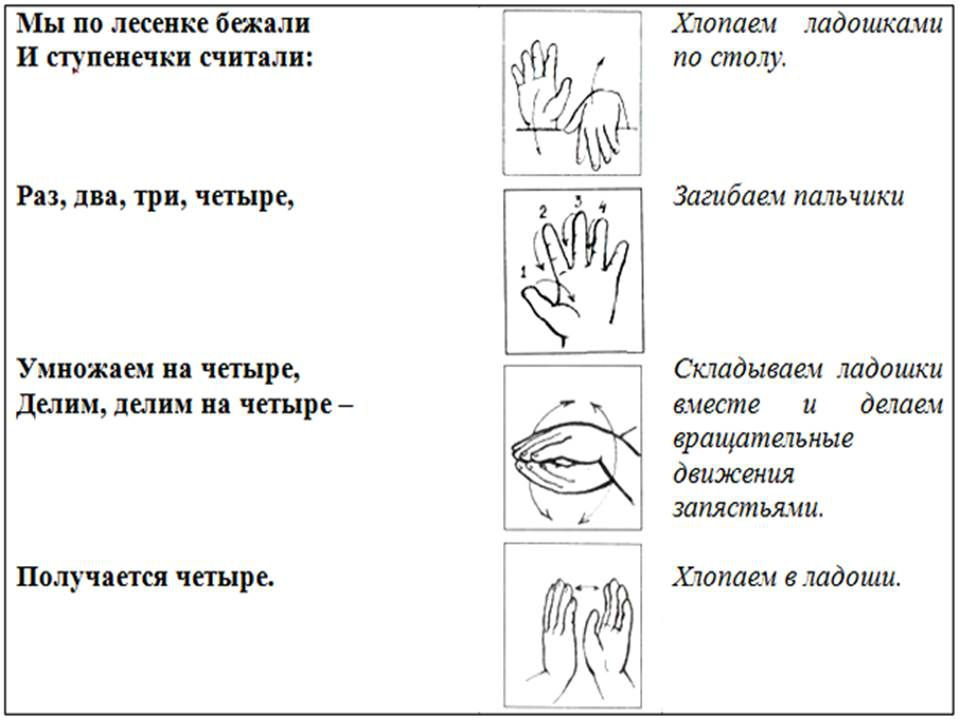 Мы по лесенке бежали
И ступенечки считали:
Хлопаем ладошками
по столу.
Раз, два, три, четыре,
1
2
3
4
Загибаем пальчики
Умножаем на четыре,
Делим, делим на четыре –
Складываем ладошки
вместе и делаем
вращательные
движения
запястьями.
Получается четыре.
Хлопаем в ладоши.